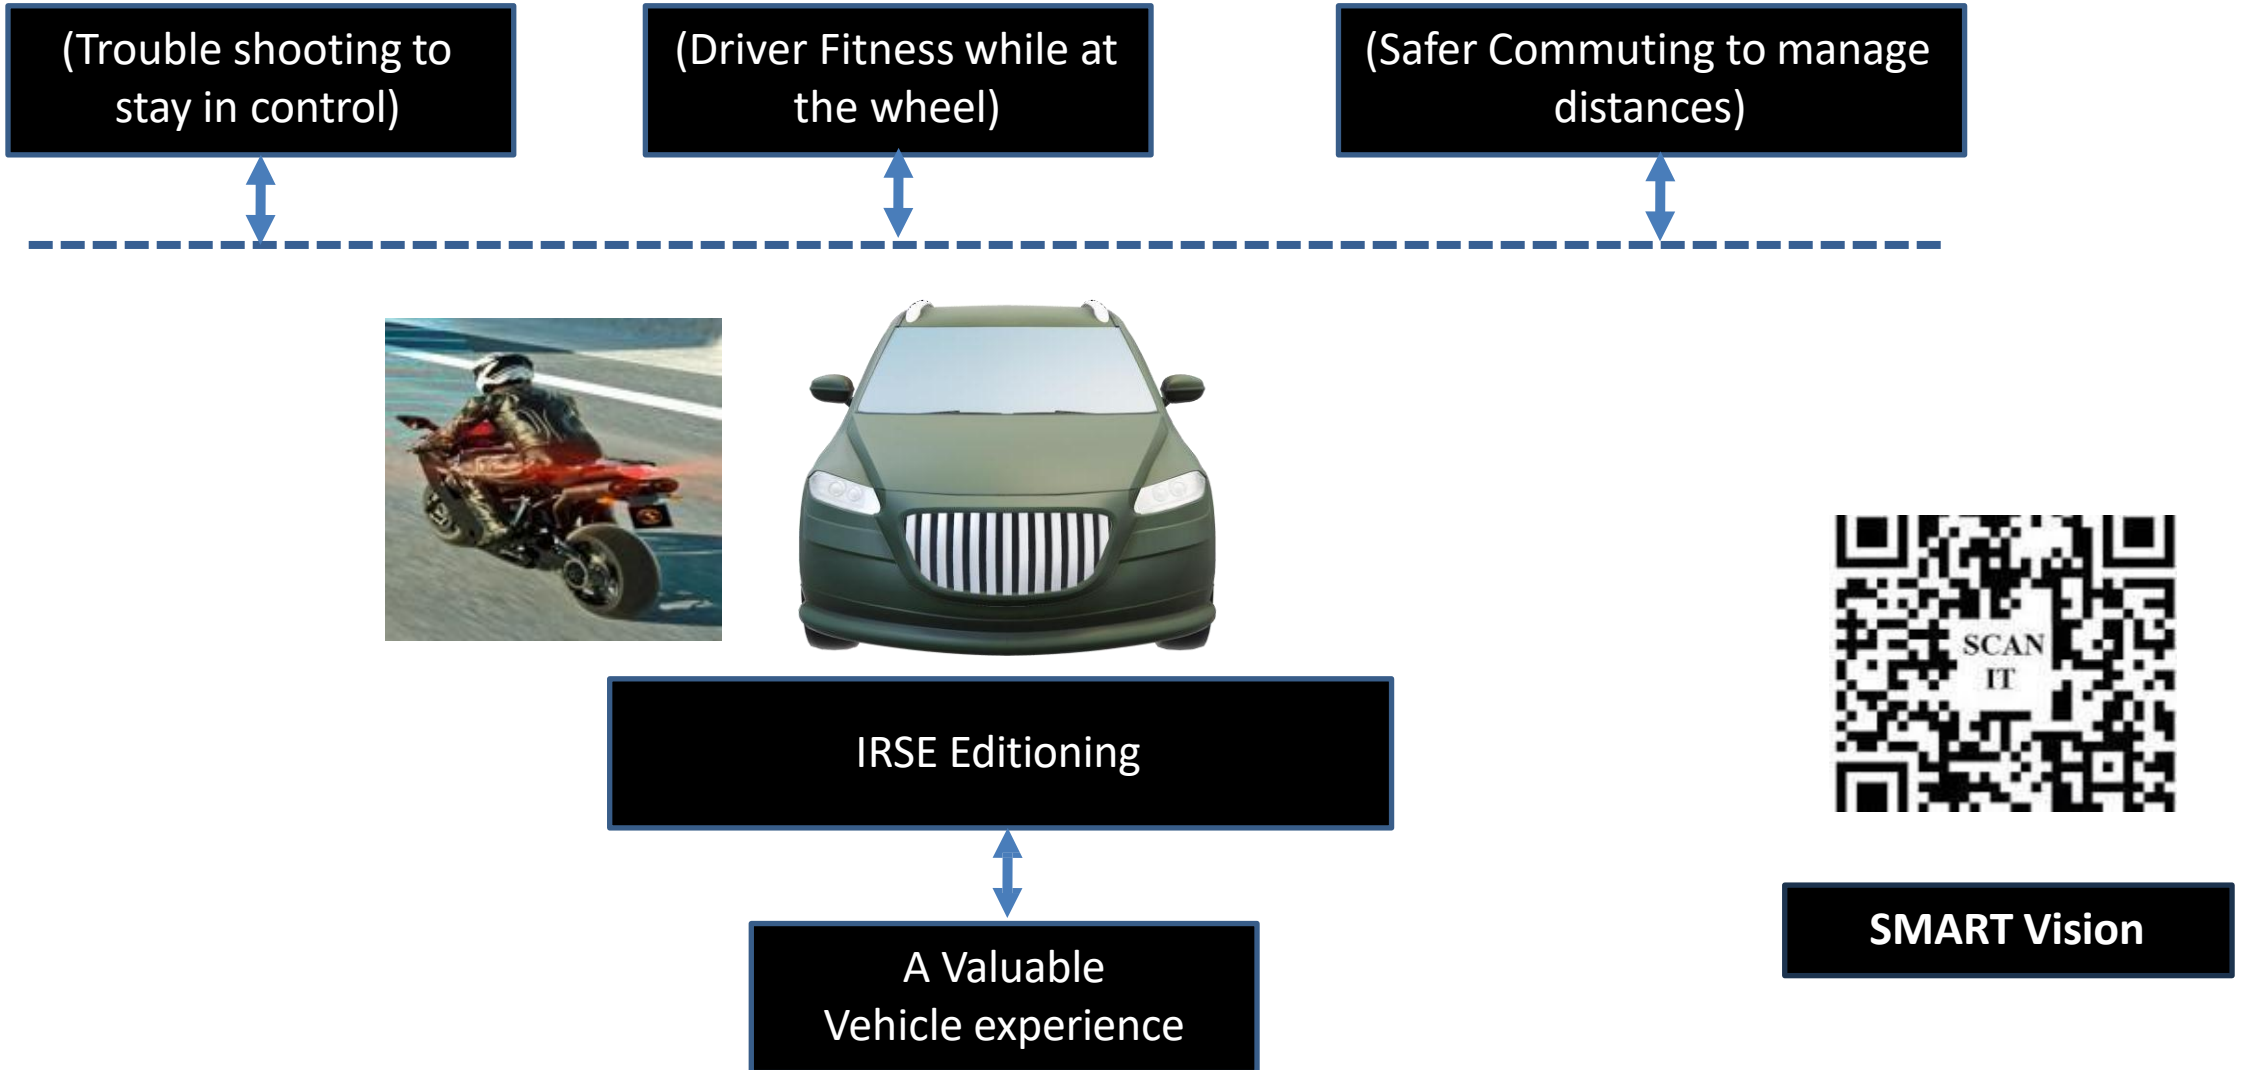 (Trouble shooting to
stay in control)
(Driver Fitness while at
the wheel)
(Safer Commuting to manage
distances)
SCAN
IT
IRSE Editioning
SMART Vision
A Valuable
Vehicle experience